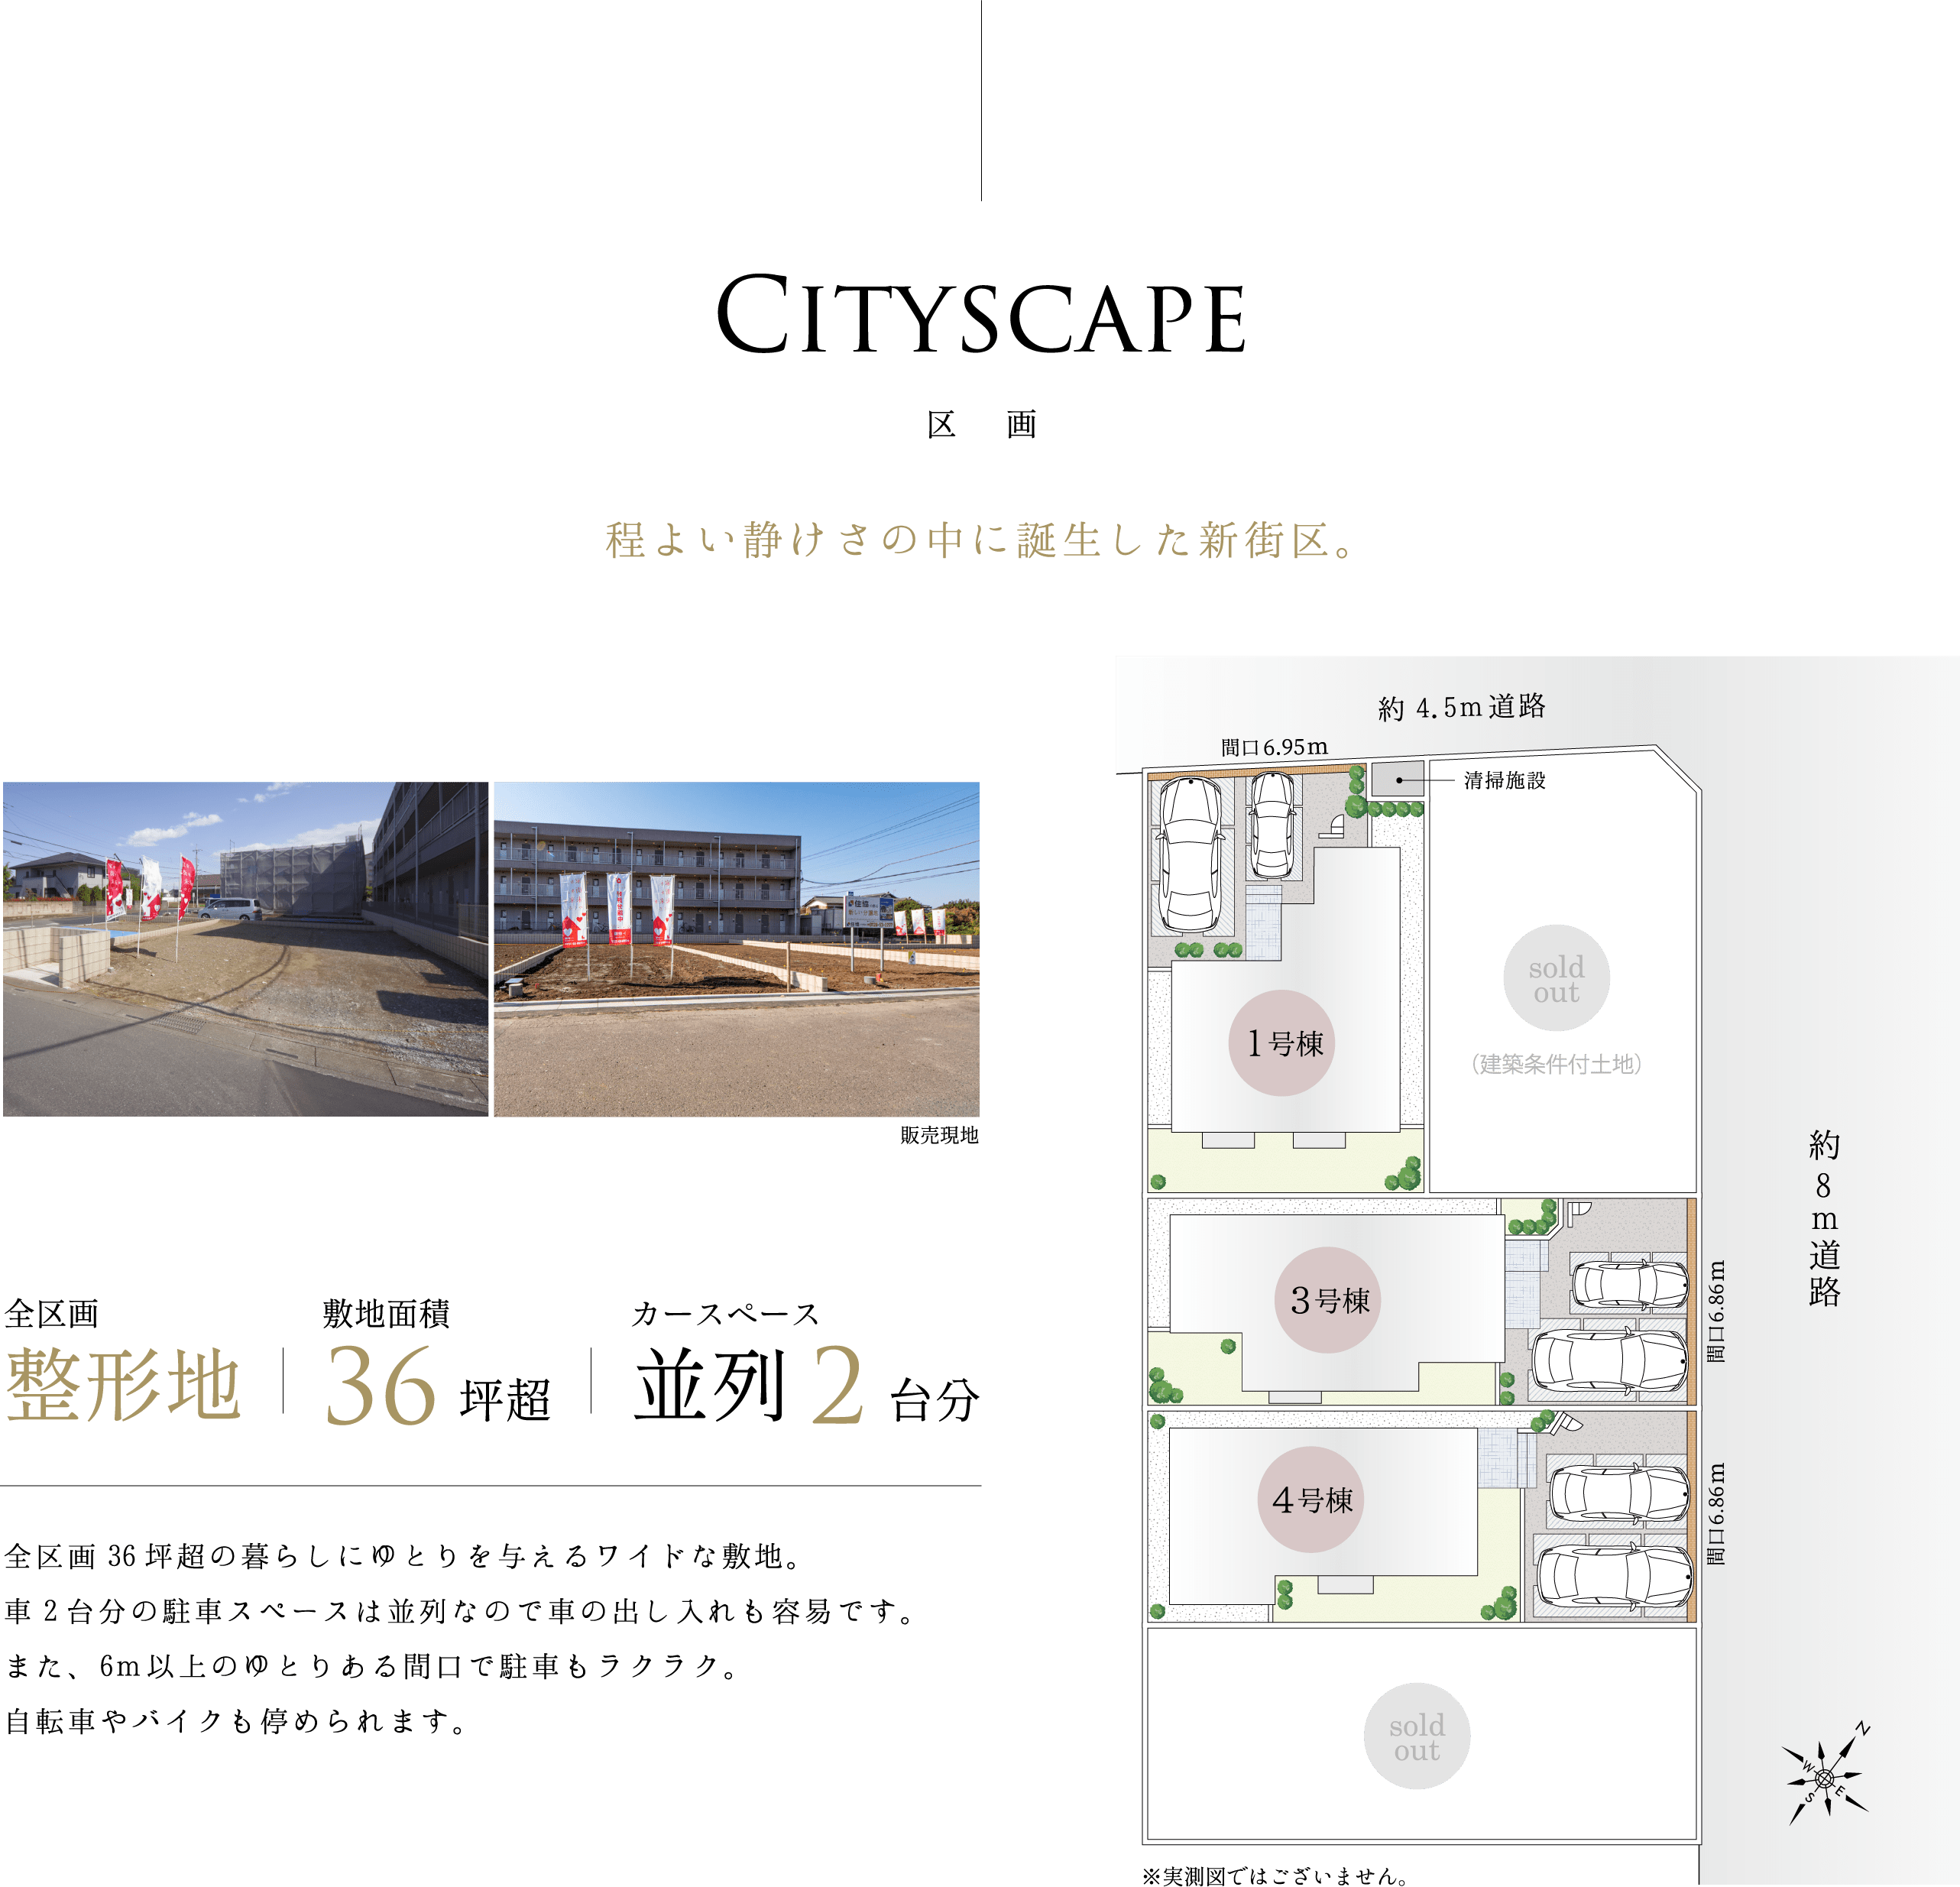 CITYSCAPE
区画
程よい静けさの中に誕生した新街区。
販売現地
全区画
整形地
敷地面積
36坪超
カースペース
並列2台分
全区画36坪超の暮らしにゆとりを与えるワイドな敷地。
車2台分の駐車スペースは並列なので車の出し入れも容易です。
また、6m以上のゆとりある間口で駐車もラクラク。
自転車やバイクも停められます。
約4.5m道路
間口6.95m
清掃施設
sold
out
(建築条件付土地)
1号棟
約8m道路
3号棟
間口6.86m
4号棟
間口6.86m
sold
out
N
W
E
S
※実測図ではございません。